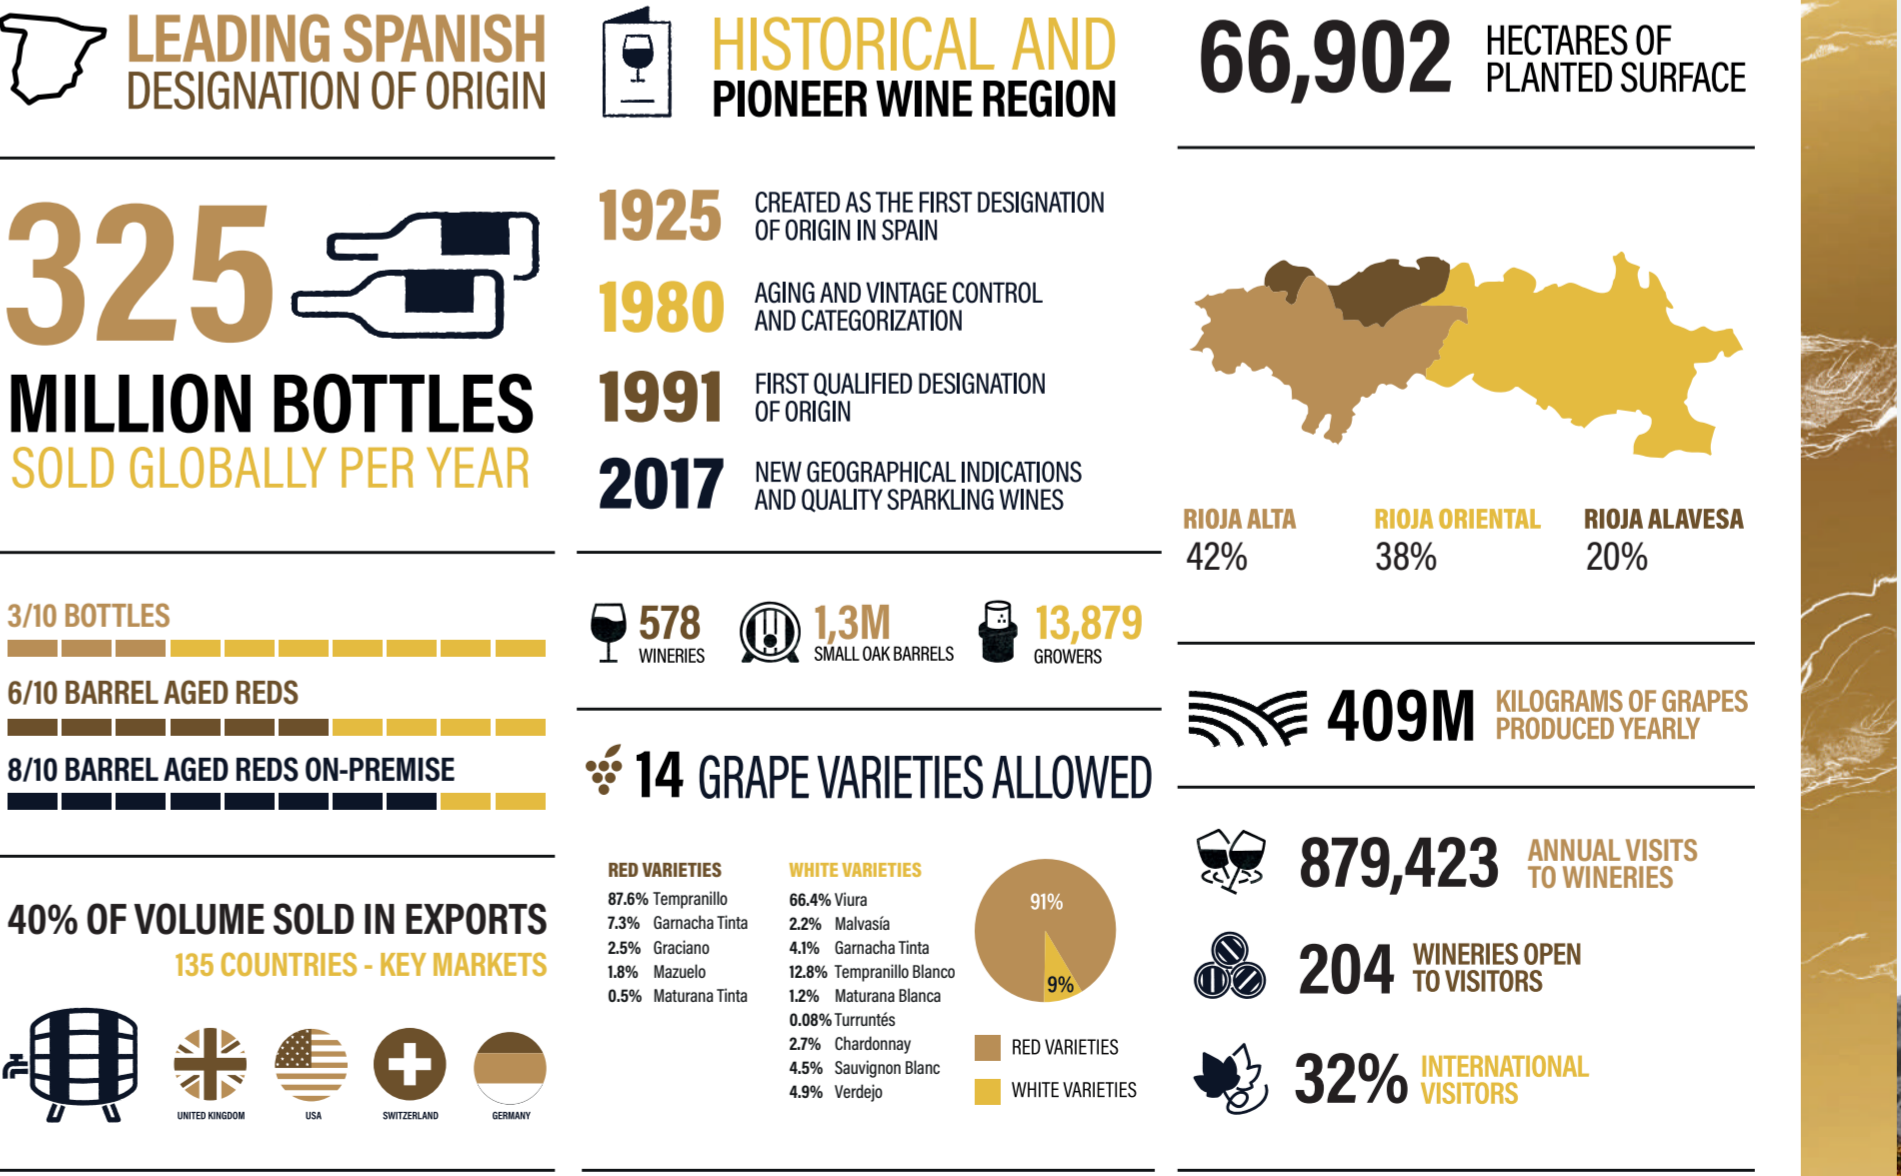 LEADING SPANISH
DESIGNATION OF ORIGIN
325
MILLION BOTTLES
SOLD GLOBALLY PER YEAR
3/10 BOTTLES
6/10 BARREL AGED REDS
8/10 BARREL AGED REDS ON-PREMISE
40% OF VOLUME SOLD IN EXPORTS
135 COUNTRIES - KEY MARKETS
UNITED KINGDOM
USA
SWITZERLAND
GERMANY
HISTORICAL AND
PIONEER WINE REGION
1925
CREATED AS THE FIRST DESIGNATION
OF ORIGIN IN SPAIN
1980
AGING AND VINTAGE CONTROL
AND CATEGORIZATION
1991
FIRST QUALIFIED DESIGNATION
OF ORIGIN
2017
NEW GEOGRAPHICAL INDICATIONS
AND QUALITY SPARKLING WINES
578
WINERIES
1,3M
SMALL OAK BARRELS
13,879
GROWERS
14 GRAPE VARIETIES ALLOWED
RED VARIETIES
87.6% Tempranillo
7.3% Garnacha Tinta
2.5% Graciano
1.8% Mazuelo
0.5% Maturana Tinta
WHITE VARIETIES
66.4% Viura
2.2% Malvasía
4.1% Garnacha Tinta
12.8% Tempranillo Blanco
1.2% Maturana Blanca
0.08% Turruntés
2.7% Chardonnay
4.5% Sauvignon Blanc
4.9% Verdejo
91%
9%
RED VARIETIES
WHITE VARIETIES
66,902
HECTARES OF
PLANTED SURFACE
RIOJA ALTA
42%
RIOJA ORIENTAL
38%
RIOJA ALAVESA
20%
409M
KILOGRAMS OF GRAPES
PRODUCED YEARLY
879,423
ANNUAL VISITS
TO WINERIES
204
WINERIES OPEN
TO VISITORS
32%
INTERNATIONAL
VISITORS